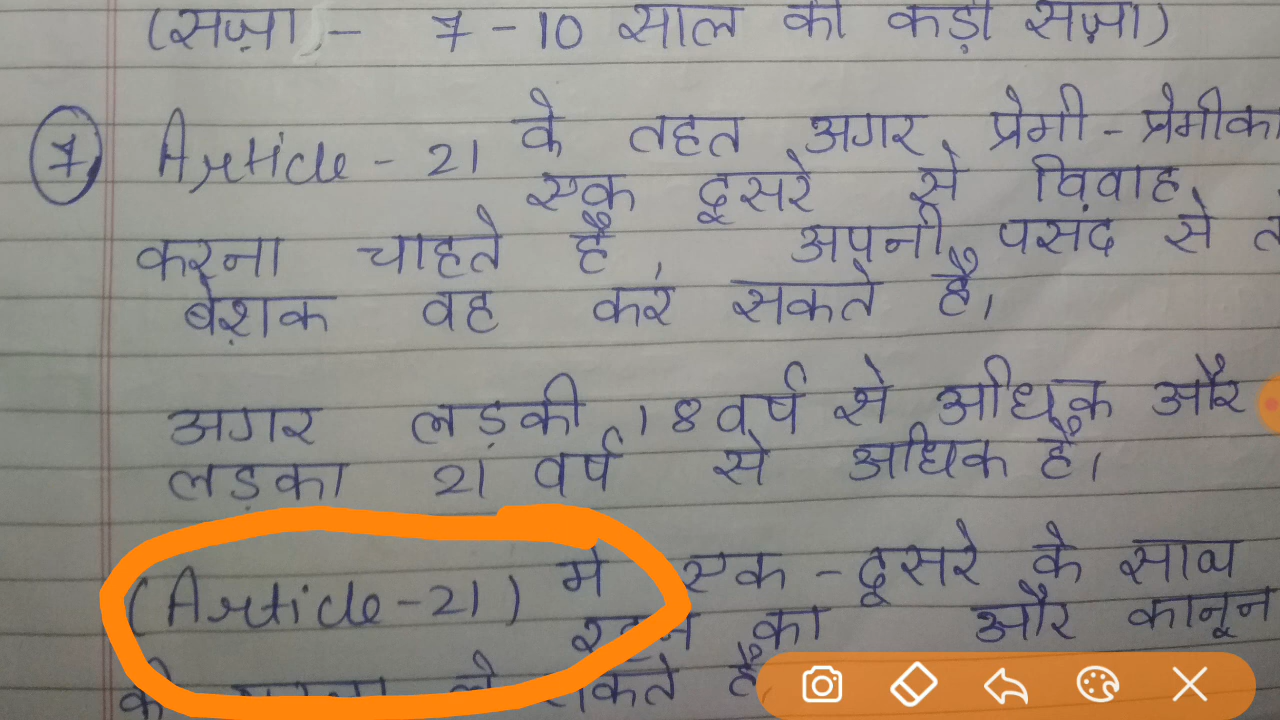 (सज़ा - 7-10 साल की कड़ी सज़ा)
7 Article-21 के तहत अगर प्रेमी-प्रेमीका
एक दूसरे से विवाह
करना चाहते है अपनी पसंद से
बेशक वह कर सकते है।
अगर लड़की 18 वर्ष से अधिक और
लड़का 21 वर्ष से अधिक है।
(Article-21) में एक-दूसरे के साथ
का और कानून
सकते है